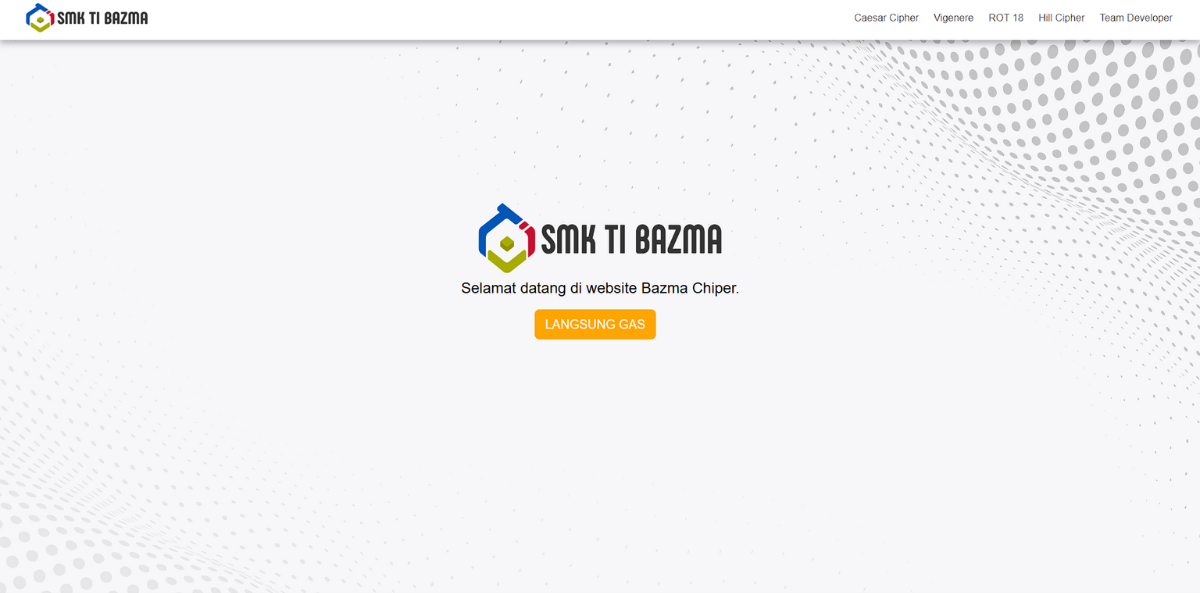 SMK TI BAZMA
Caesar Cipher Vigenere ROT 18 Hill Cipher Team Developer
SMK TI BAZMA
Selamat datang di website Bazma Chiper.
LANGSUNG GAS